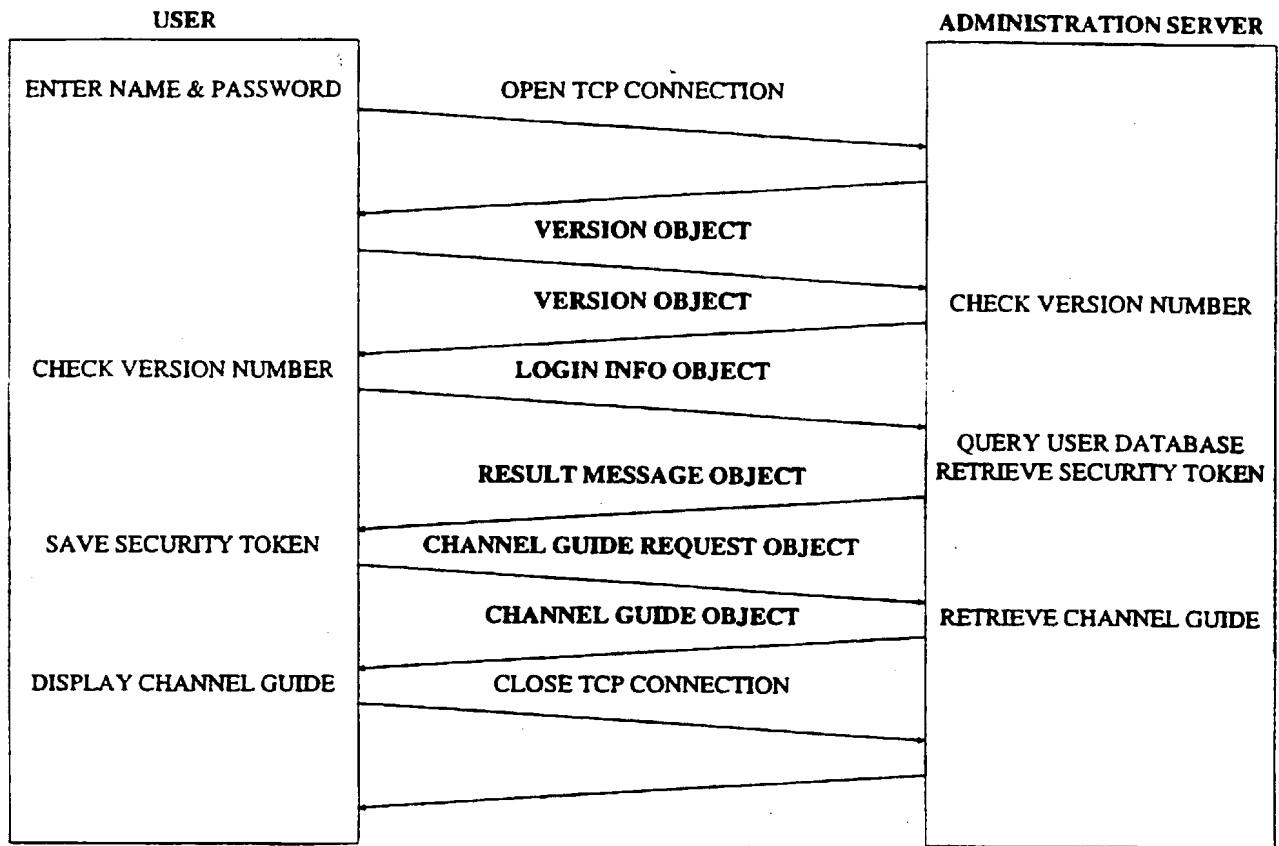 USER
ADMINISTRATION SERVER
ENTER NAME & PASSWORD
OPEN TCP CONNECTION
VERSION OBJECT
VERSION OBJECT
CHECK VERSION NUMBER
CHECK VERSION NUMBER
LOGIN INFO OBJECT
QUERY USER DATABASE
RETRIEVE SECURITY TOKEN
RESULT MESSAGE OBJECT
SAVE SECURITY TOKEN
CHANNEL GUIDE REQUEST OBJECT
CHANNEL GUIDE OBJECT
RETRIEVE CHANNEL GUIDE
DISPLAY CHANNEL GUIDE
CLOSE TCP CONNECTION